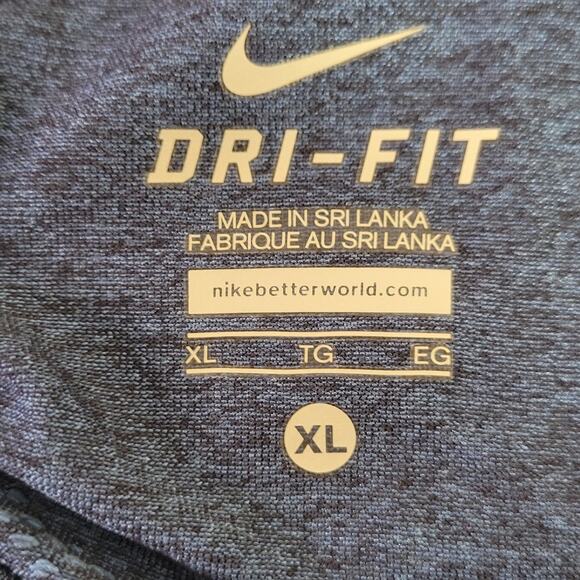 DRI-FIT
MADE IN SRI LANKA
FABRIQUE AU SRI LANKA
nikebetterworld.com
XL TG EG
XL